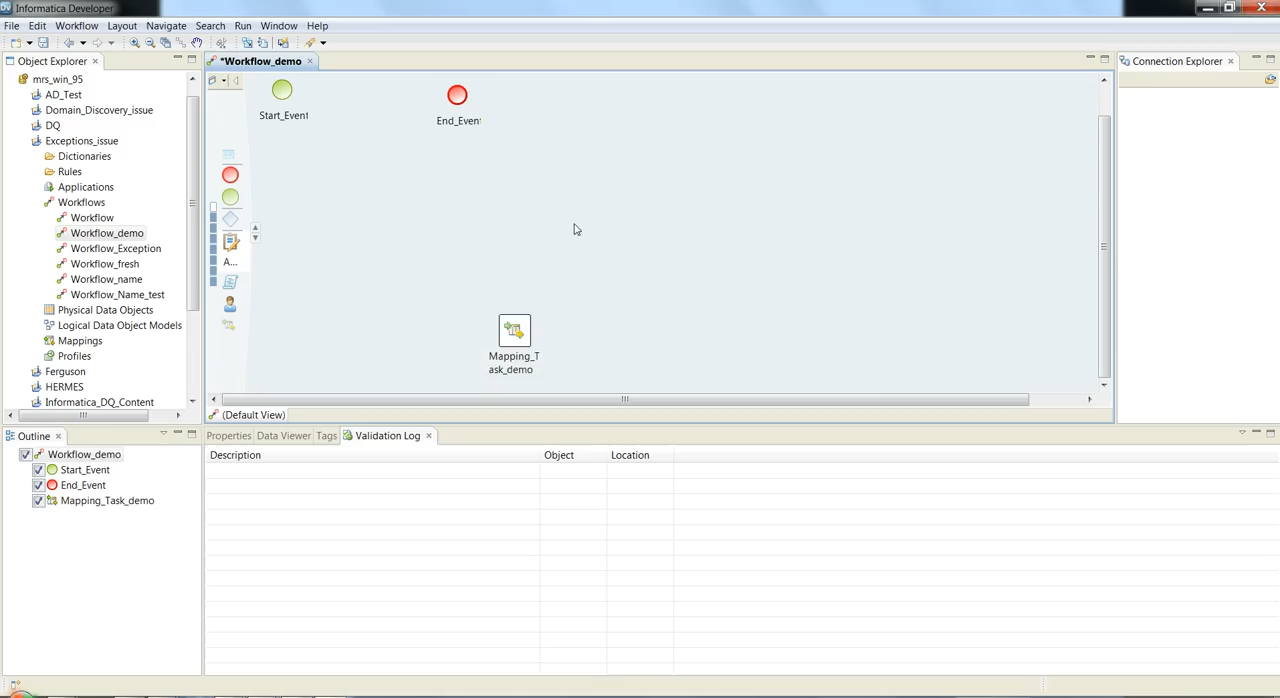 Informatica Developer
File Edit Workflow Layout Navigate Search Run Window Help
Object Explorer
mrs_win_95
AD_Test
Domain_Discovery_issue
DQ
Exceptions_issue
Dictionaries
Rules
Applications
Workflows
Workflow
Workflow_demo
Workflow_Exception
Workflow_fresh
Workflow_name
Workflow_Name_test
Physical Data Objects
Logical Data Object Models
Mappings
Profiles
Ferguson
HERMES
Informatica_DQ_Content
*Workflow_demo
Start_Event
End_Event
A...
Mapping_T
ask_demo
(Default View)
Connection Explorer
Outline
Workflow_demo
Start_Event
End_Event
Mapping_Task_demo
Properties Data Viewer Tags Validation Log
Description Object Location